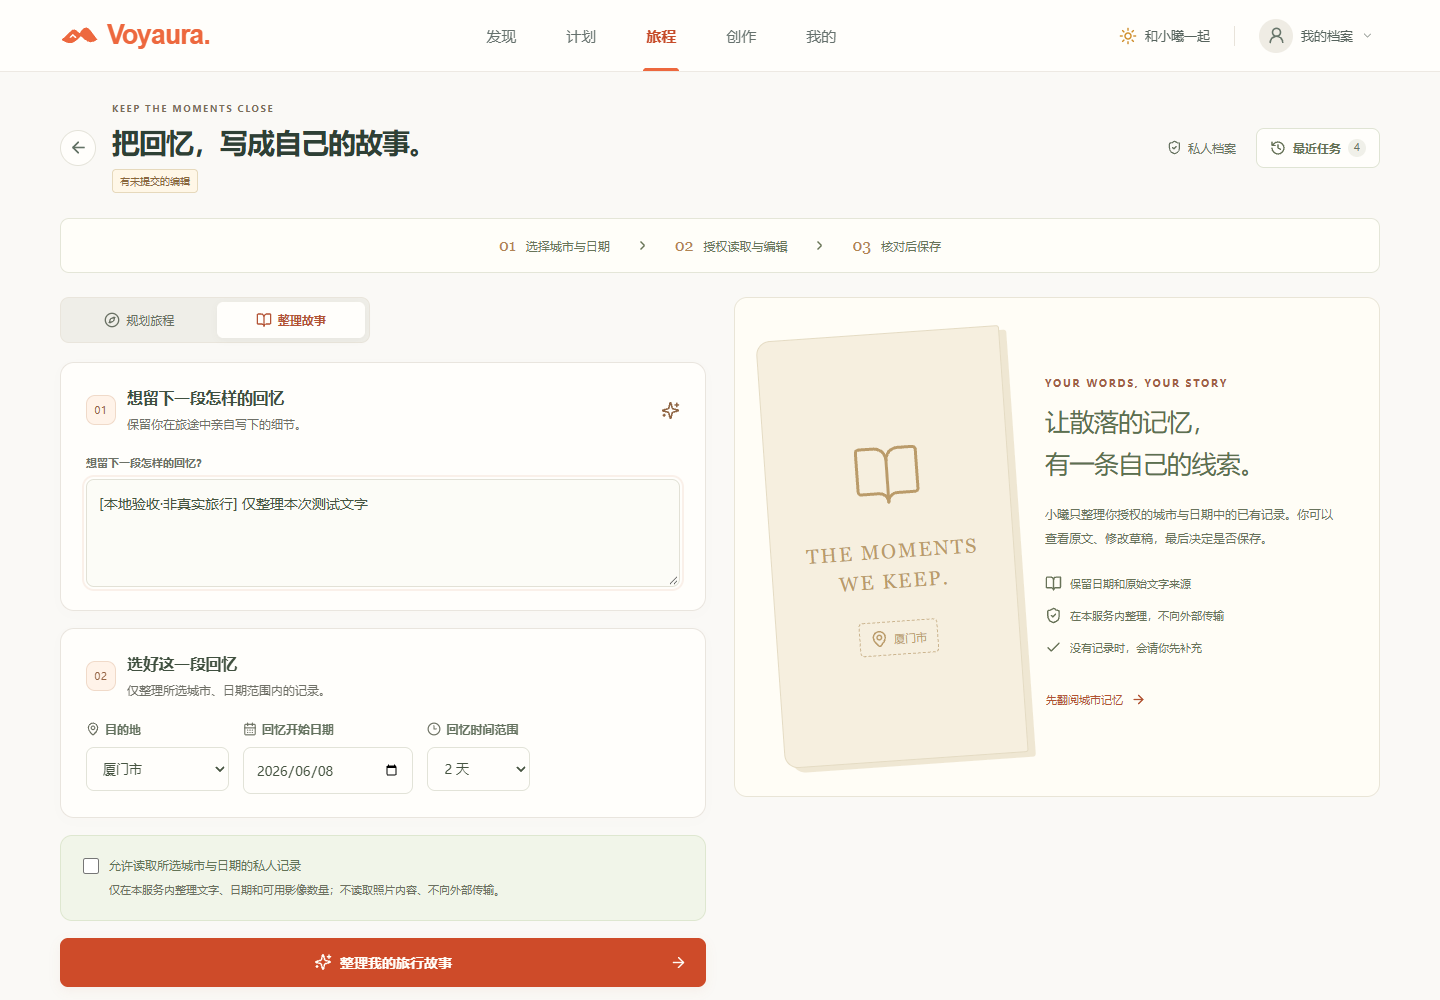 Voyaura.
发现
计划
旅程
创作
我的
和小曦一起
我的档案
KEEP THE MOMENTS CLOSE
把回忆，写成自己的故事。
有未提交的编辑
私人档案
最近任务 4
01 选择城市与日期
02 授权读取与编辑
03 核对后保存
规划旅程
整理故事
01
想留下一段怎样的回忆
保留你在旅途中亲自写下的细节。
想留下一段怎样的回忆?
[本地验收·非真实旅行] 仅整理本次测试文字
02
选好这一段回忆
仅整理所选城市、日期范围内的记录。
目的地
回忆开始日期
回忆时间范围
厦门市
2026/06/08
2 天
允许读取所选城市与日期的私人记录
仅在本服务内整理文字、日期和可用影像数量；不读取照片内容、不向外部传输。
整理我的旅行故事
THE MOMENTS
WE KEEP.
厦门市
YOUR WORDS, YOUR STORY
让散落的记忆，
有一条自己的线索。
小曦只整理你授权的城市与日期中的已有记录。你可以
查看原文、修改草稿，最后决定是否保存。
保留日期和原始文字来源
在本服务内整理，不向外部传输
没有记录时，会请你先补充
先翻阅城市记忆